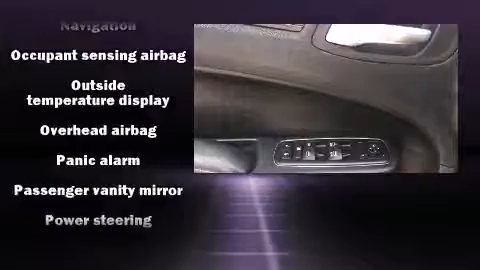 Navigation
Occupant sensing airbag
Outside
temperature display
Overhead airbag
Panic alarm
Passenger vanity mirror
Power steering